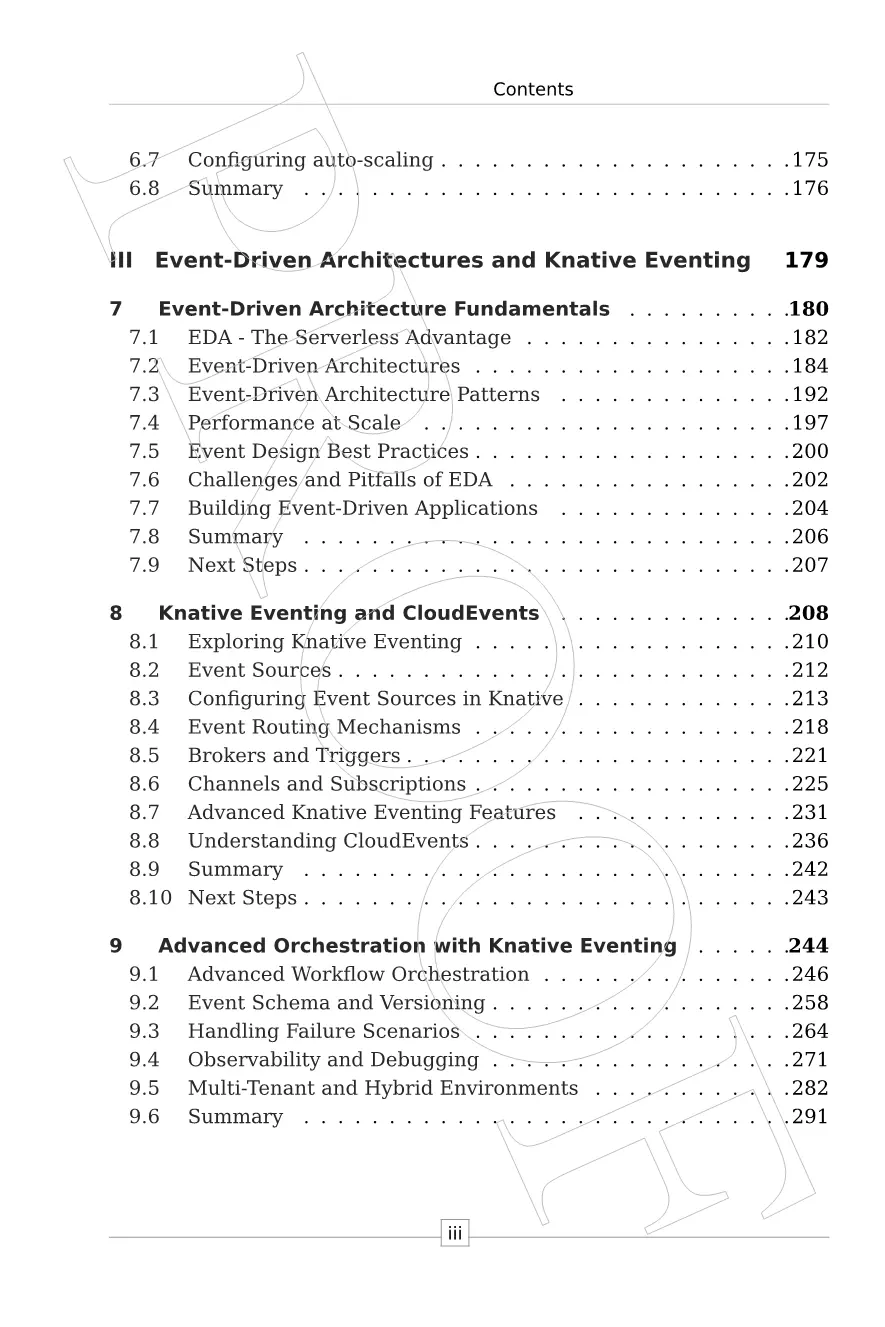 Contents
6.7 Configuring auto-scaling . . . . . . . . . . . . . . . . . . . . . 175
6.8 Summary . . . . . . . . . . . . . . . . . . . . . . . . . . . . . 176
III Event-Driven Architectures and Knative Eventing 179
7 Event-Driven Architecture Fundamentals . . . . . . . . . . 180
7.1 EDA - The Serverless Advantage . . . . . . . . . . . . . . . . 182
7.2 Event-Driven Architectures . . . . . . . . . . . . . . . . . . . 184
7.3 Event-Driven Architecture Patterns . . . . . . . . . . . . . . 192
7.4 Performance at Scale . . . . . . . . . . . . . . . . . . . . . . 197
7.5 Event Design Best Practices . . . . . . . . . . . . . . . . . . . 200
7.6 Challenges and Pitfalls of EDA . . . . . . . . . . . . . . . . . 202
7.7 Building Event-Driven Applications . . . . . . . . . . . . . . 204
7.8 Summary . . . . . . . . . . . . . . . . . . . . . . . . . . . . . 206
7.9 Next Steps . . . . . . . . . . . . . . . . . . . . . . . . . . . . . 207
8 Knative Eventing and CloudEvents . . . . . . . . . . . . . . 208
8.1 Exploring Knative Eventing . . . . . . . . . . . . . . . . . . . 210
8.2 Event Sources . . . . . . . . . . . . . . . . . . . . . . . . . . . 212
8.3 Configuring Event Sources in Knative . . . . . . . . . . . . . 213
8.4 Event Routing Mechanisms . . . . . . . . . . . . . . . . . . . 218
8.5 Brokers and Triggers . . . . . . . . . . . . . . . . . . . . . . . 221
8.6 Channels and Subscriptions . . . . . . . . . . . . . . . . . . . 225
8.7 Advanced Knative Eventing Features . . . . . . . . . . . . . 231
8.8 Understanding CloudEvents . . . . . . . . . . . . . . . . . . . 236
8.9 Summary . . . . . . . . . . . . . . . . . . . . . . . . . . . . . 242
8.10 Next Steps . . . . . . . . . . . . . . . . . . . . . . . . . . . . . 243
9 Advanced Orchestration with Knative Eventing . . . . . . 244
9.1 Advanced Workflow Orchestration . . . . . . . . . . . . . . . 246
9.2 Event Schema and Versioning . . . . . . . . . . . . . . . . . . 258
9.3 Handling Failure Scenarios . . . . . . . . . . . . . . . . . . . 264
9.4 Observability and Debugging . . . . . . . . . . . . . . . . . . 271
9.5 Multi-Tenant and Hybrid Environments . . . . . . . . . . . . 282
9.6 Summary . . . . . . . . . . . . . . . . . . . . . . . . . . . . . 291
iii
PROOF